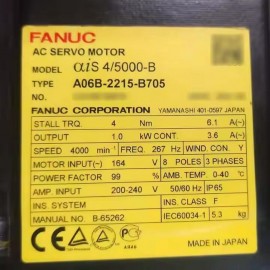 FANUC
AC SERVO MOTOR
MODEL αiS 4/5000-B
TYPE A06B-2215-B705
NO.
FANUC CORPORATION YAMANASHI 401-0597 JAPAN
STALL TRQ. 4 Nm 6.1 A(~)
OUTPUT 1.0 kW CONT. 3.6 A(~)
SPEED 4000 min⁻¹ FREQ. 267 Hz WIND. CON. Y
MOTOR INPUT(~) 164 V 8 POLES 3 PHASES
POWER FACTOR 99 % AMB. TEMP. 0-40 °C
AMP. INPUT 200-240 V 50/60 Hz IP65
INS. SYSTEM INS. CLASS F
MANUAL NO. B-65262 IEC60034-1 5.3 kg
MADE IN JAPAN